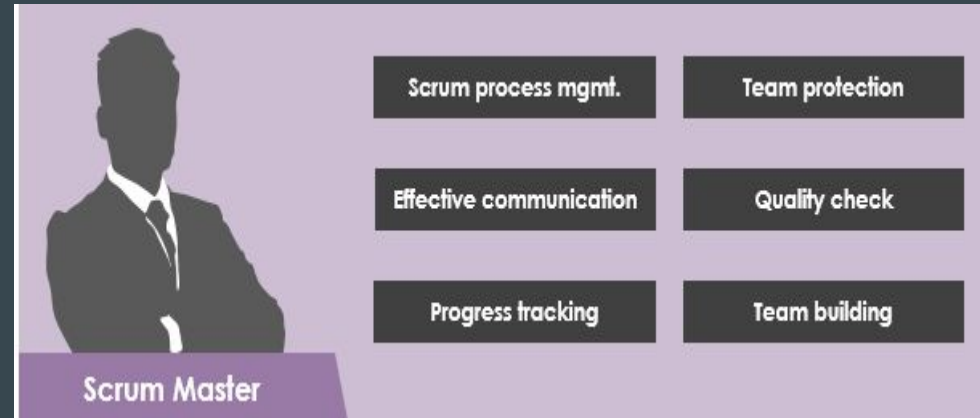 Scrum process mgmt.
Team protection
Effective communication
Quality check
Progress tracking
Team building
Scrum Master